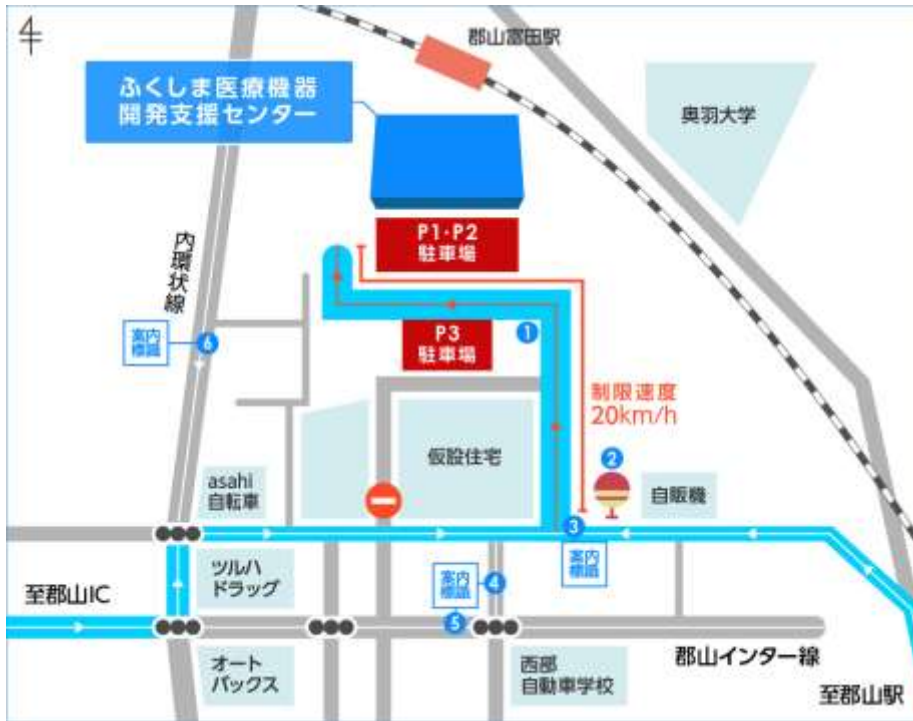 4
郡山富田駅
ふくしま医療機器
開発支援センター
奥羽大学
P1・P2
駐車場
内環状線
案内
標識
6
1
P3
駐車場
制限速度
20km/h
仮設住宅
2
asahi
自転車
自販機
3
案内
標識
ツルハ
ドラッグ
案内
標識
4
至郡山IC
5
オート
バックス
西部
自動車学校
郡山インター線
至郡山駅